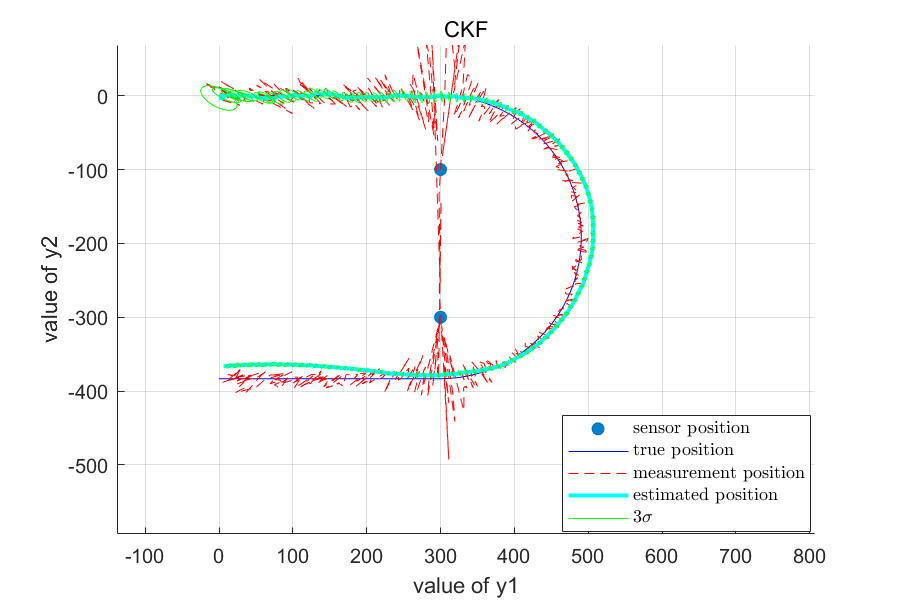 CKF
value of y2
0
-100
-200
-300
-400
-500
-100 0 100 200 300 400 500 600 700 800
value of y1
sensor position
true position
measurement position
estimated position
3σ